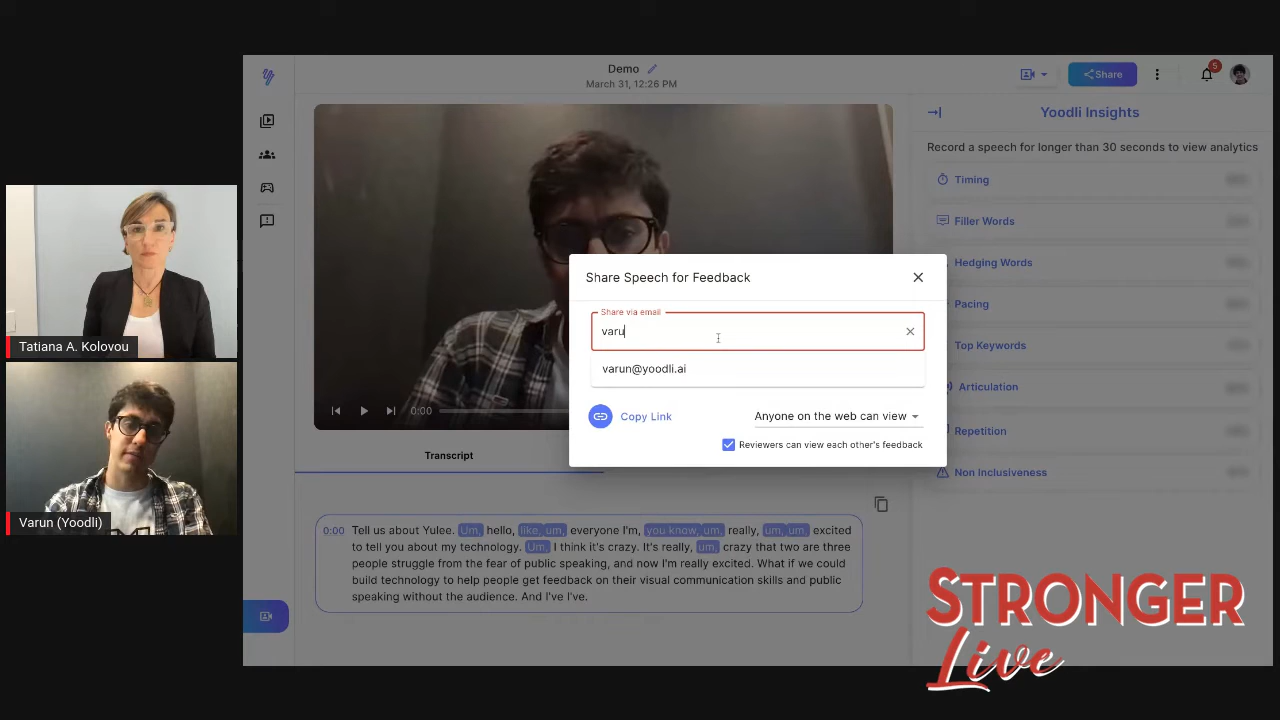 Demo
March 31, 12:26 PM
Share
5
Yoodli Insights
Record a speech for longer than 30 seconds to view analytics
Timing
Filler Words
Hedging Words
Pacing
Top Keywords
Articulation
Repetition
Non Inclusiveness
Share Speech for Feedback
Share via email
varu
varun@yoodli.ai
Copy Link
Anyone on the web can view
Reviewers can view each other's feedback
0:00
Transcript
0:00 Tell us about Yulee. Um, hello, like, um, everyone I'm, you know, um, really, um, um, excited
to tell you about my technology. Um, I think it's crazy. It's really, um, crazy that two are three
people struggle from the fear of public speaking, and now I'm really excited. What if we could
build technology to help people get feedback on their visual communication skills and public
speaking without the audience. And I've I've.
Tatiana A. Kolovou
Varun (Yoodli)
STRONGER
Live